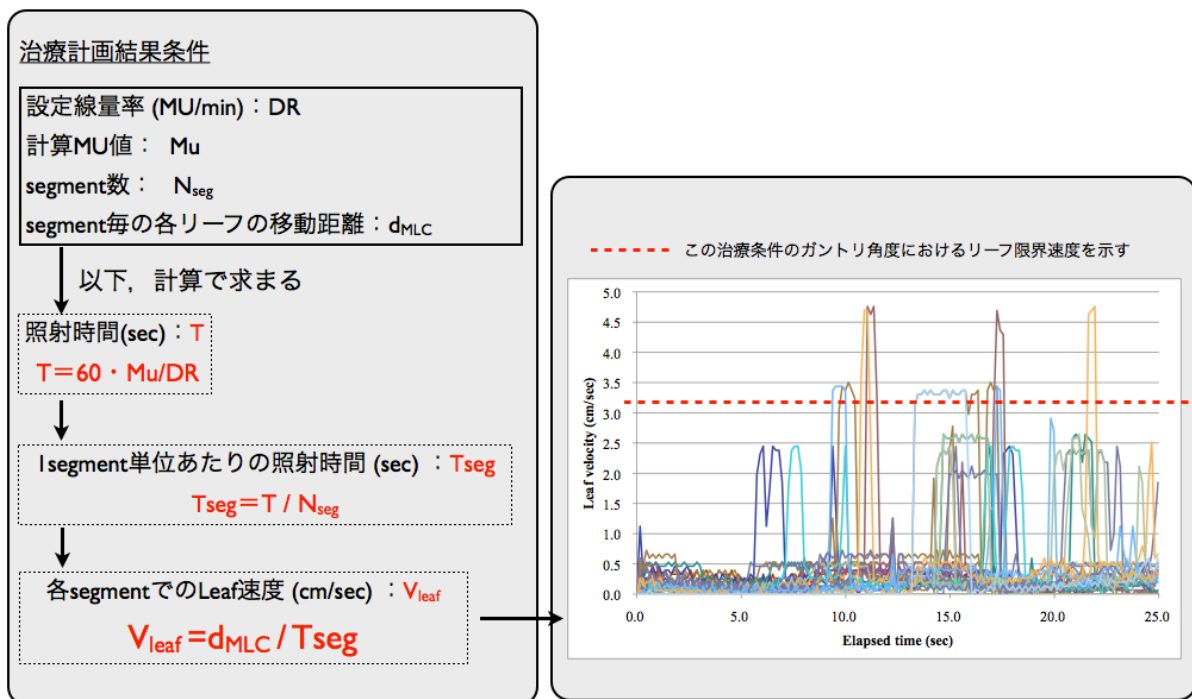 治療計画結果条件
設定線量率 (MU/min)：DR
計算MU値： Mu
segment数： Nseg
segment毎の各リーフの移動距離：dMLC
以下，計算で求まる
照射時間(sec)：T
T＝60・Mu/DR
1segment単位あたりの照射時間 (sec) ：Tseg
Tseg＝T / Nseg
各segmentでのLeaf速度 (cm/sec) ：Vleaf
Vleaf＝dMLC / Tseg
この治療条件のガントリ角度におけるリーフ限界速度を示す
Leaf velocity (cm/sec)
5.0
4.5
4.0
3.5
3.0
2.5
2.0
1.5
1.0
0.5
0.0
0.0 5.0 10.0 15.0 20.0 25.0
Elapsed time (sec)